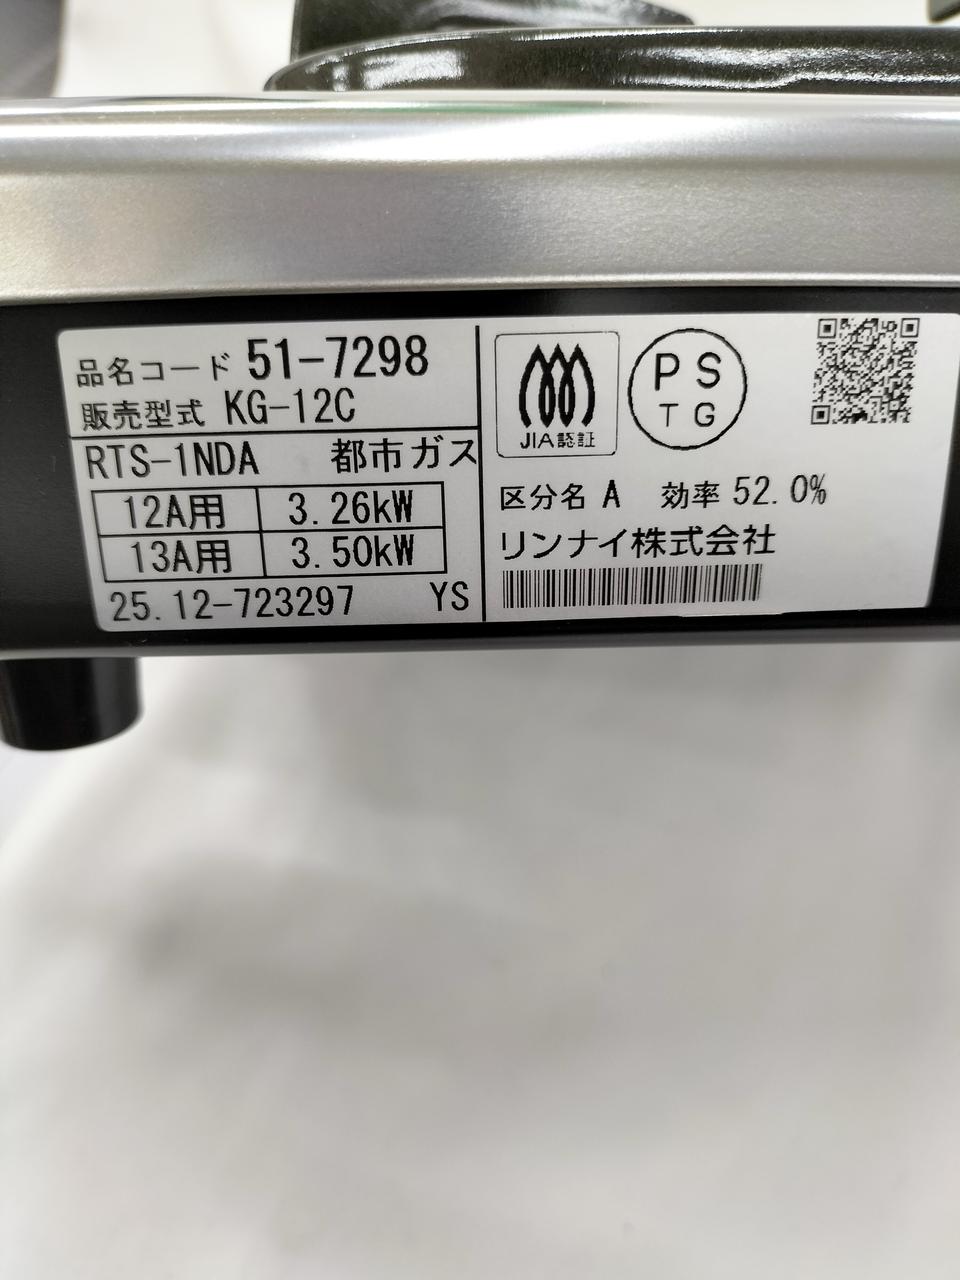 品名コード 51-7298
販売型式 KG-12C
RTS-1NDA 都市ガス
12A用 3.26kW
13A用 3.50kW
25.12-723297 YS
JIA認証
PS
TG
区分名 A 効率 52.0%
リンナイ株式会社